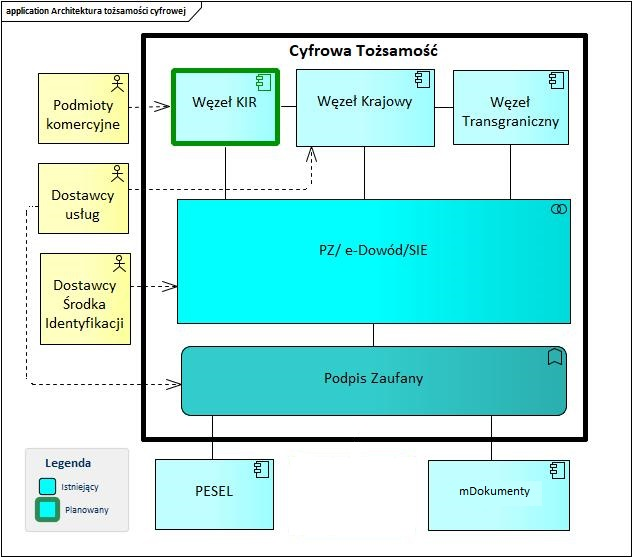 application Architektura tożsamości cyfrowej
Cyfrowa Tożsamość
Podmioty
komercyjne
Węzeł KIR
Węzeł Krajowy
Węzeł
Transgraniczny
Dostawcy
usług
PZ/ e-Dowód/SIE
Dostawcy
Środka
Identyfikacji
Podpis Zaufany
Legenda
Istniejący
Planowany
PESEL
mDokumenty